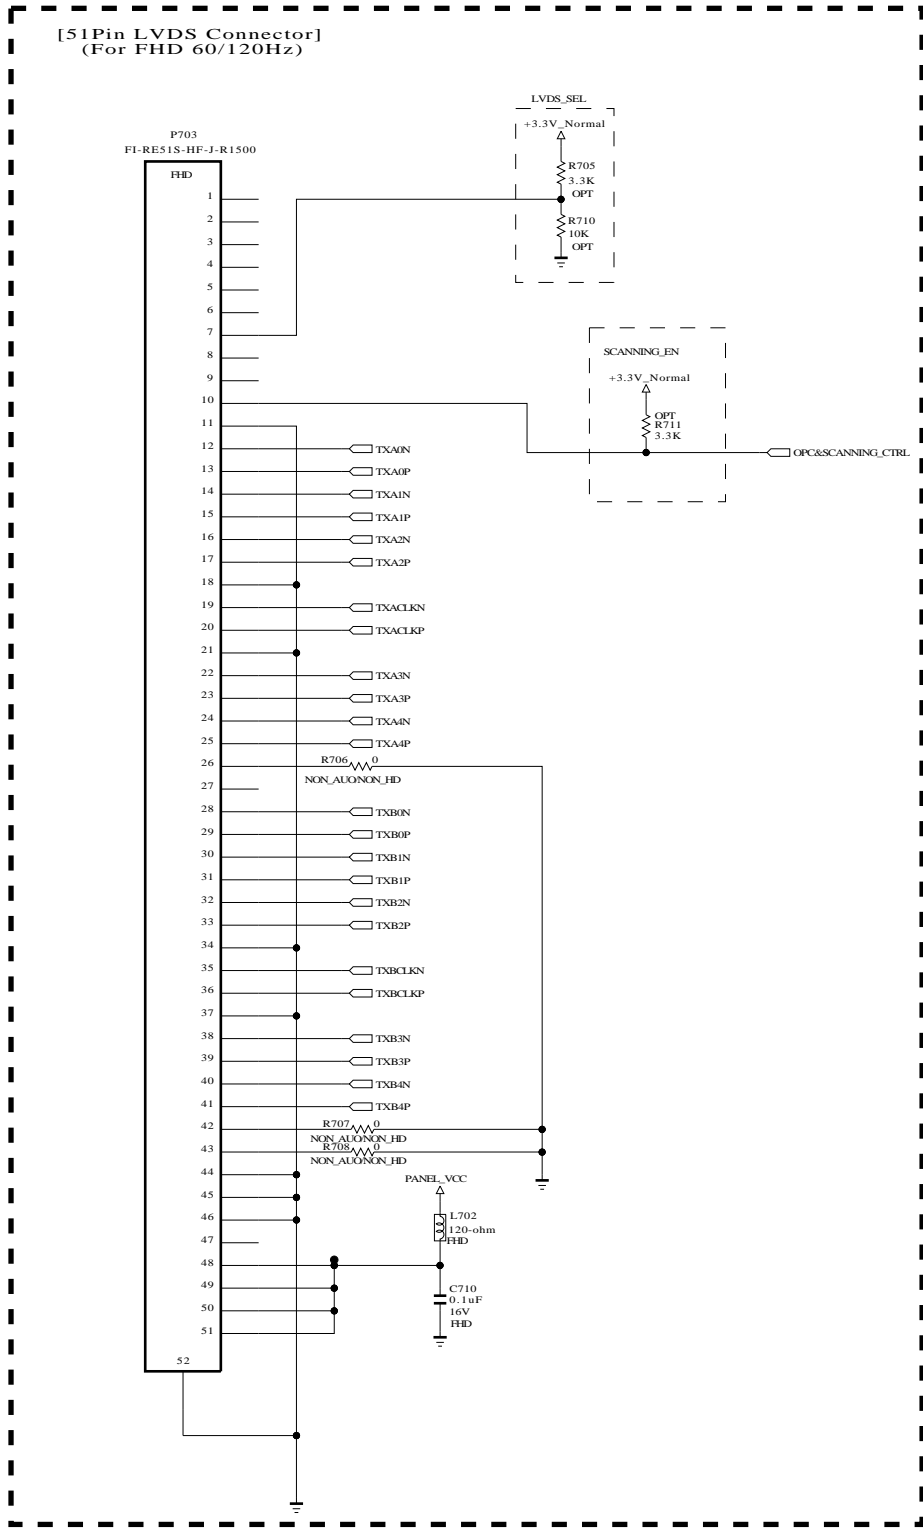 [51Pin LVDS Connector]
(For FHD 60/120Hz)
LVDS_SEL
+3.3V_Normal
R705
3.3K
OPT
R710
10K
OPT
P703
FI-RE51S-HF-J-R1500
FHD
1
2
3
4
5
6
7
8
9
10
11
12 TXA0N
13 TXA0P
14 TXA1N
15 TXA1P
16 TXA2N
17 TXA2P
18
19 TXACLKN
20 TXACLKP
21
22 TXA3N
23 TXA3P
24 TXA4N
25 TXA4P
26 R706 0
NON_AUO/NON_HD
27
28 TXB0N
29 TXB0P
30 TXB1N
31 TXB1P
32 TXB2N
33 TXB2P
34
35 TXBCLKN
36 TXBCLKP
37
38 TXB3N
39 TXB3P
40 TXB4N
41 TXB4P
42 R707 0
NON_AUO/NON_HD
43 R708 0
NON_AUO/NON_HD
44
45
46
47
48
49
50
51
52
SCANNING_EN
+3.3V_Normal
OPT
R711
3.3K
OPC&SCANNING_CTRL
PANEL_VCC
L702
120-ohm
FHD
C710
0.1uF
16V
FHD